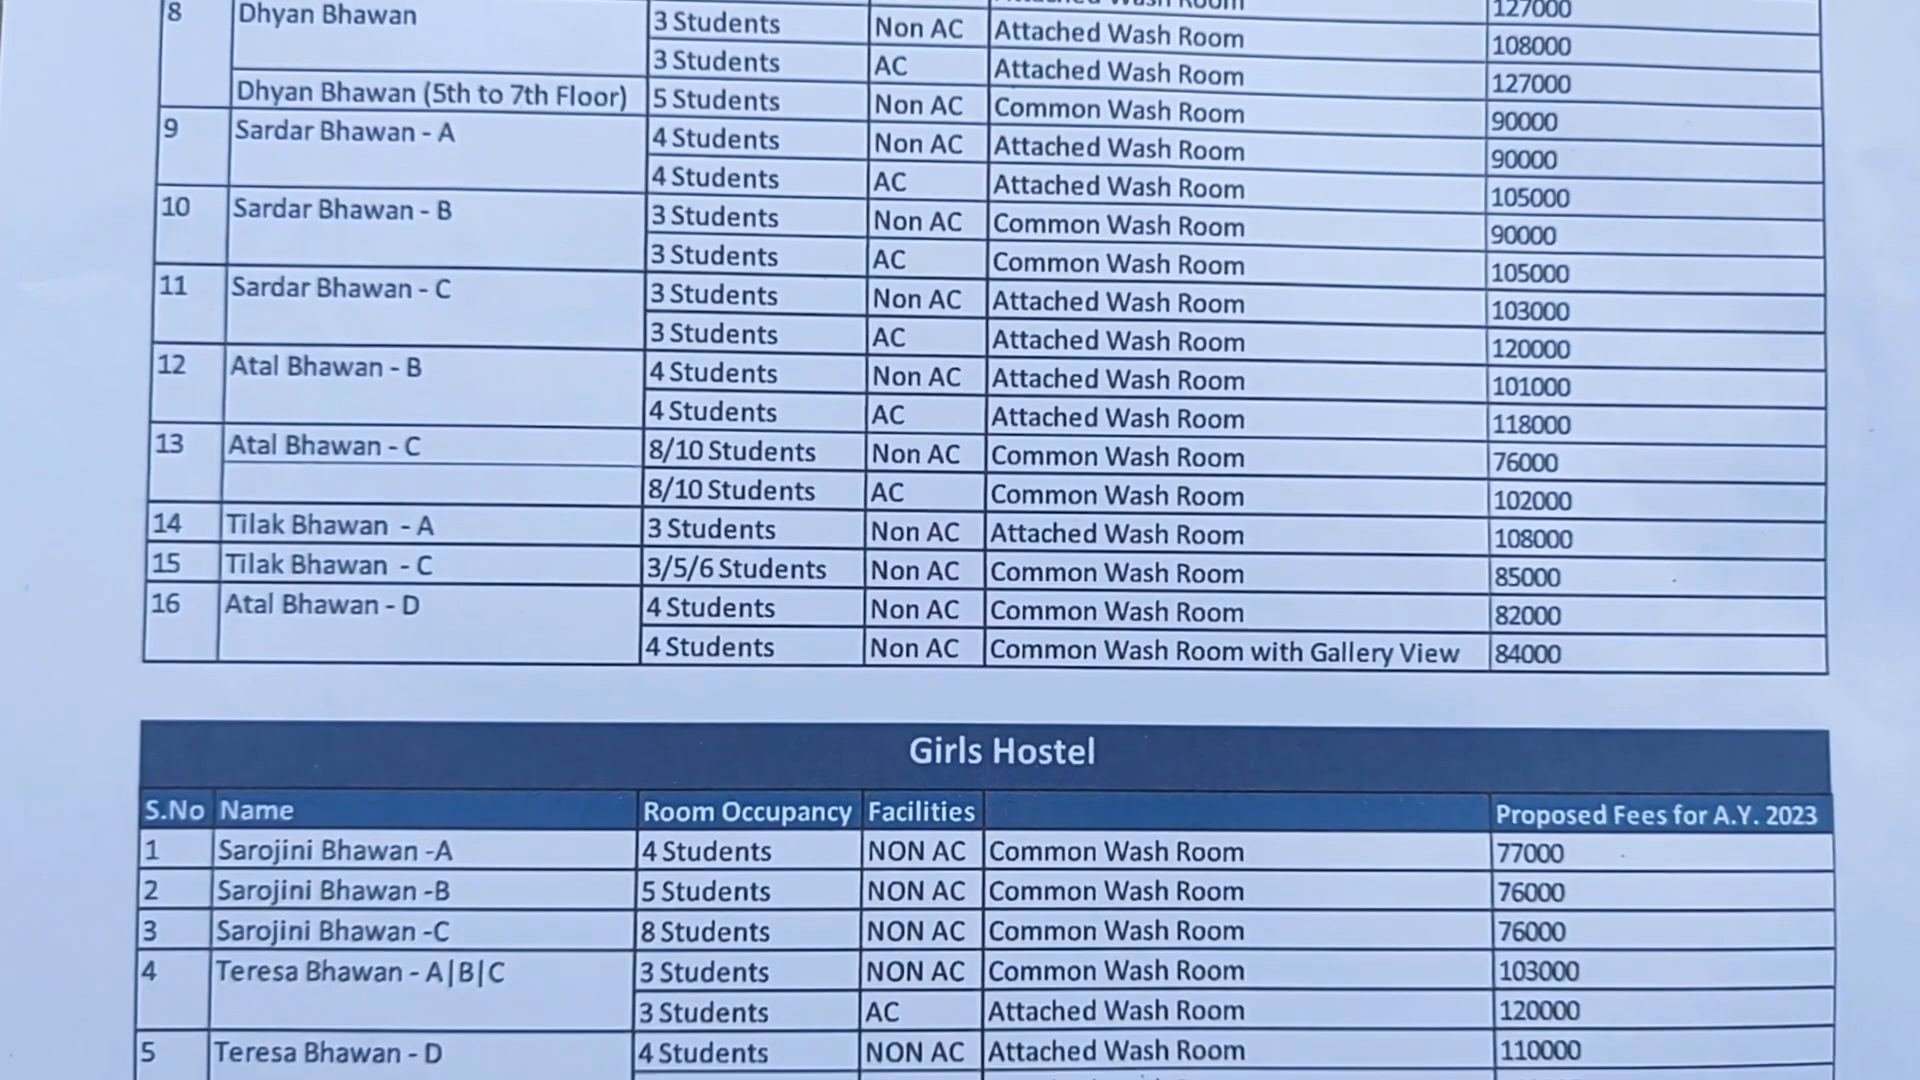 Room 127000
8 Dhyan Bhawan 3 Students Non AC Attached Wash Room 108000
3 Students AC Attached Wash Room 127000
Dhyan Bhawan (5th to 7th Floor) 5 Students Non AC Common Wash Room 90000
9 Sardar Bhawan - A 4 Students Non AC Attached Wash Room 90000
4 Students AC Attached Wash Room 105000
10 Sardar Bhawan - B 3 Students Non AC Common Wash Room 90000
3 Students AC Common Wash Room 105000
11 Sardar Bhawan - C 3 Students Non AC Attached Wash Room 103000
3 Students AC Attached Wash Room 120000
12 Atal Bhawan - B 4 Students Non AC Attached Wash Room 101000
4 Students AC Attached Wash Room 118000
13 Atal Bhawan - C 8/10 Students Non AC Common Wash Room 76000
8/10 Students AC Common Wash Room 102000
14 Tilak Bhawan - A 3 Students Non AC Attached Wash Room 108000
15 Tilak Bhawan - C 3/5/6 Students Non AC Common Wash Room 85000
16 Atal Bhawan - D 4 Students Non AC Common Wash Room 82000
4 Students Non AC Common Wash Room with Gallery View 84000
Girls Hostel
S.No Name Room Occupancy Facilities Proposed Fees for A.Y. 2023
1 Sarojini Bhawan -A 4 Students NON AC Common Wash Room 77000
2 Sarojini Bhawan -B 5 Students NON AC Common Wash Room 76000
3 Sarojini Bhawan -C 8 Students NON AC Common Wash Room 76000
4 Teresa Bhawan - A|B|C 3 Students NON AC Common Wash Room 103000
3 Students AC Attached Wash Room 120000
5 Teresa Bhawan - D 4 Students NON AC Attached Wash Room 110000